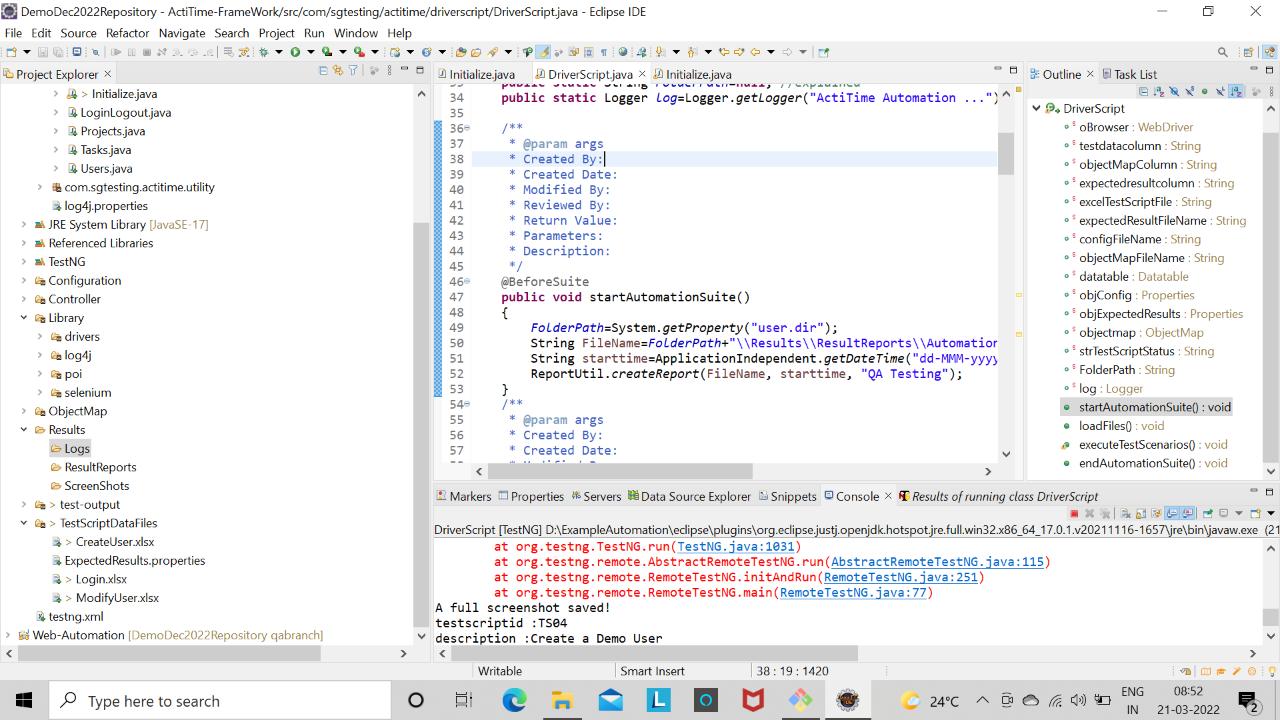 DemoDec2022Repository - ActiTime-FrameWork/src/com/sgtesting/actitime/driverscript/DriverScript.java - Eclipse IDE
File Edit Source Refactor Navigate Search Project Run Window Help
Project Explorer
> Initialize.java
LoginLogout.java
Projects.java
Tasks.java
Users.java
com.sgtesting.actitime.utility
log4j.properties
JRE System Library [JavaSE-17]
Referenced Libraries
TestNG
Configuration
Controller
Library
drivers
log4j
poi
selenium
ObjectMap
Results
Logs
ResultReports
ScreenShots
> test-output
> TestScriptDataFiles
> CreateUser.xlsx
ExpectedResults.properties
> Login.xlsx
> ModifyUser.xlsx
testng.xml
Web-Automation [DemoDec2022Repository qabranch]
Initialize.java DriverScript.java Initialize.java
34 public static Logger log=Logger.getLogger("ActiTime Automation ...")
35
36 /**
37 * @param args
38 * Created By:
39 * Created Date:
40 * Modified By:
41 * Reviewed By:
42 * Return Value:
43 * Parameters:
44 * Description:
45 */
46 @BeforeSuite
47 public void startAutomationSuite()
48 {
49 FolderPath=System.getProperty("user.dir");
50 String FileName=FolderPath+"\\Results\\ResultReports\\Automation
51 String starttime=ApplicationIndependent.getDateTime("dd-MMM-yyyy
52 ReportUtil.createReport(FileName, starttime, "QA Testing");
53 }
54 /**
55 * @param args
56 * Created By:
57 * Created Date:
Outline Task List
DriverScript
oBrowser : WebDriver
testdatacolumn : String
objectMapColumn : String
expectedresultcolumn : String
excelTestScriptFile : String
expectedResultFileName : String
configFileName : String
objectMapFileName : String
datatable : Datatable
objConfig : Properties
objExpectedResults : Properties
objectmap : ObjectMap
strTestScriptStatus : String
FolderPath : String
log : Logger
startAutomationSuite() : void
loadFiles() : void
executeTestScenarios() : void
endAutomationSuite() : void
Markers Properties Servers Data Source Explorer Snippets Console Results of running class DriverScript
DriverScript [TestNG] D:\ExampleAutomation\eclipse\plugins\org.eclipse.justj.openjdk.hotspot.jre.full.win32.x86_64_17.0.1.v20211116-1657\jre\bin\javaw.exe (21
at org.testng.TestNG.run(TestNG.java:1031)
at org.testng.remote.AbstractRemoteTestNG.run(AbstractRemoteTestNG.java:115)
at org.testng.remote.RemoteTestNG.initAndRun(RemoteTestNG.java:251)
at org.testng.remote.RemoteTestNG.main(RemoteTestNG.java:77)
A full screenshot saved!
testscriptid :TS04
description :Create a Demo User
Writable Smart Insert 38 : 19 : 1420
Type here to search
24°C
ENG
IN
08:52
21-03-2022
2